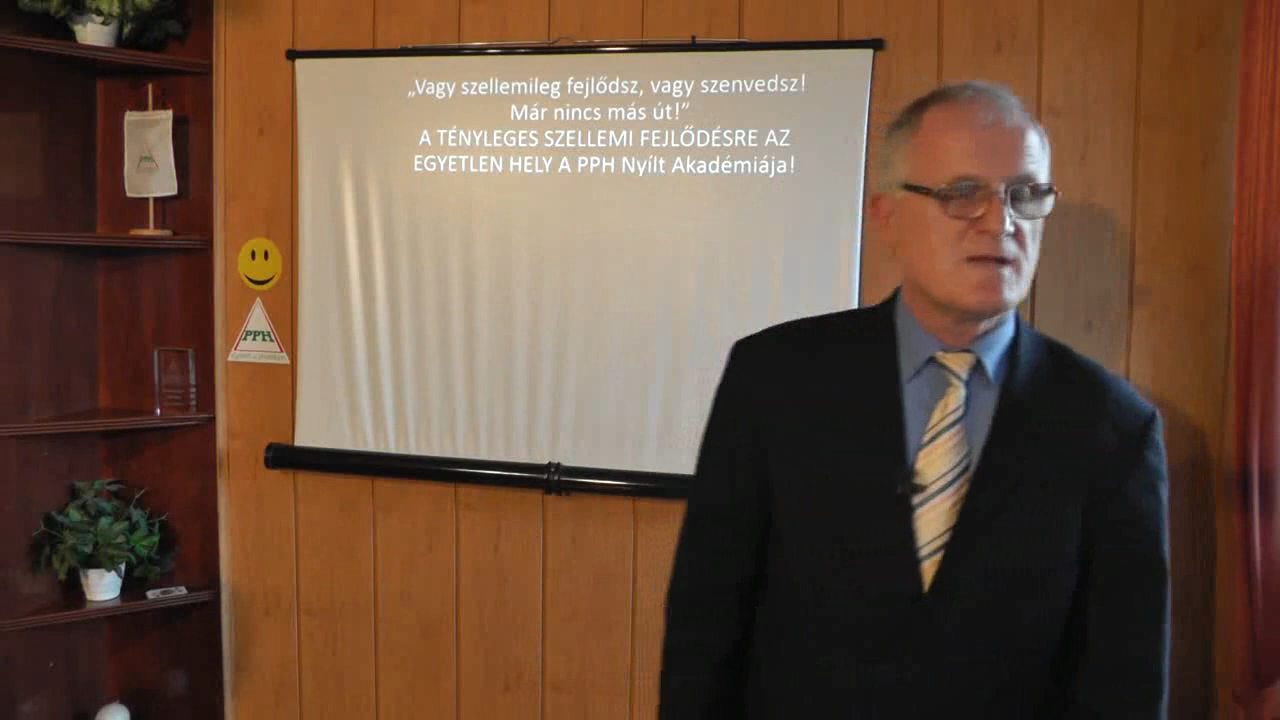 „Vagy szellemileg fejlődsz, vagy szenvedsz!
Már nincs más út!”
A TÉNYLEGES SZELLEMI FEJLŐDÉSRE AZ
EGYETLEN HELY A PPH Nyílt Akadémiája!
PPH